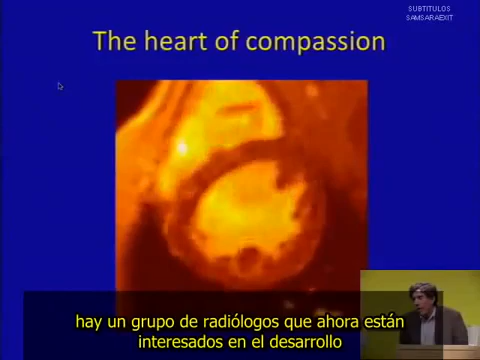 SUBTITULOS
SAMSARAEXIT
The heart of compassion
hay un grupo de radiólogos que ahora están
interesados en el desarrollo